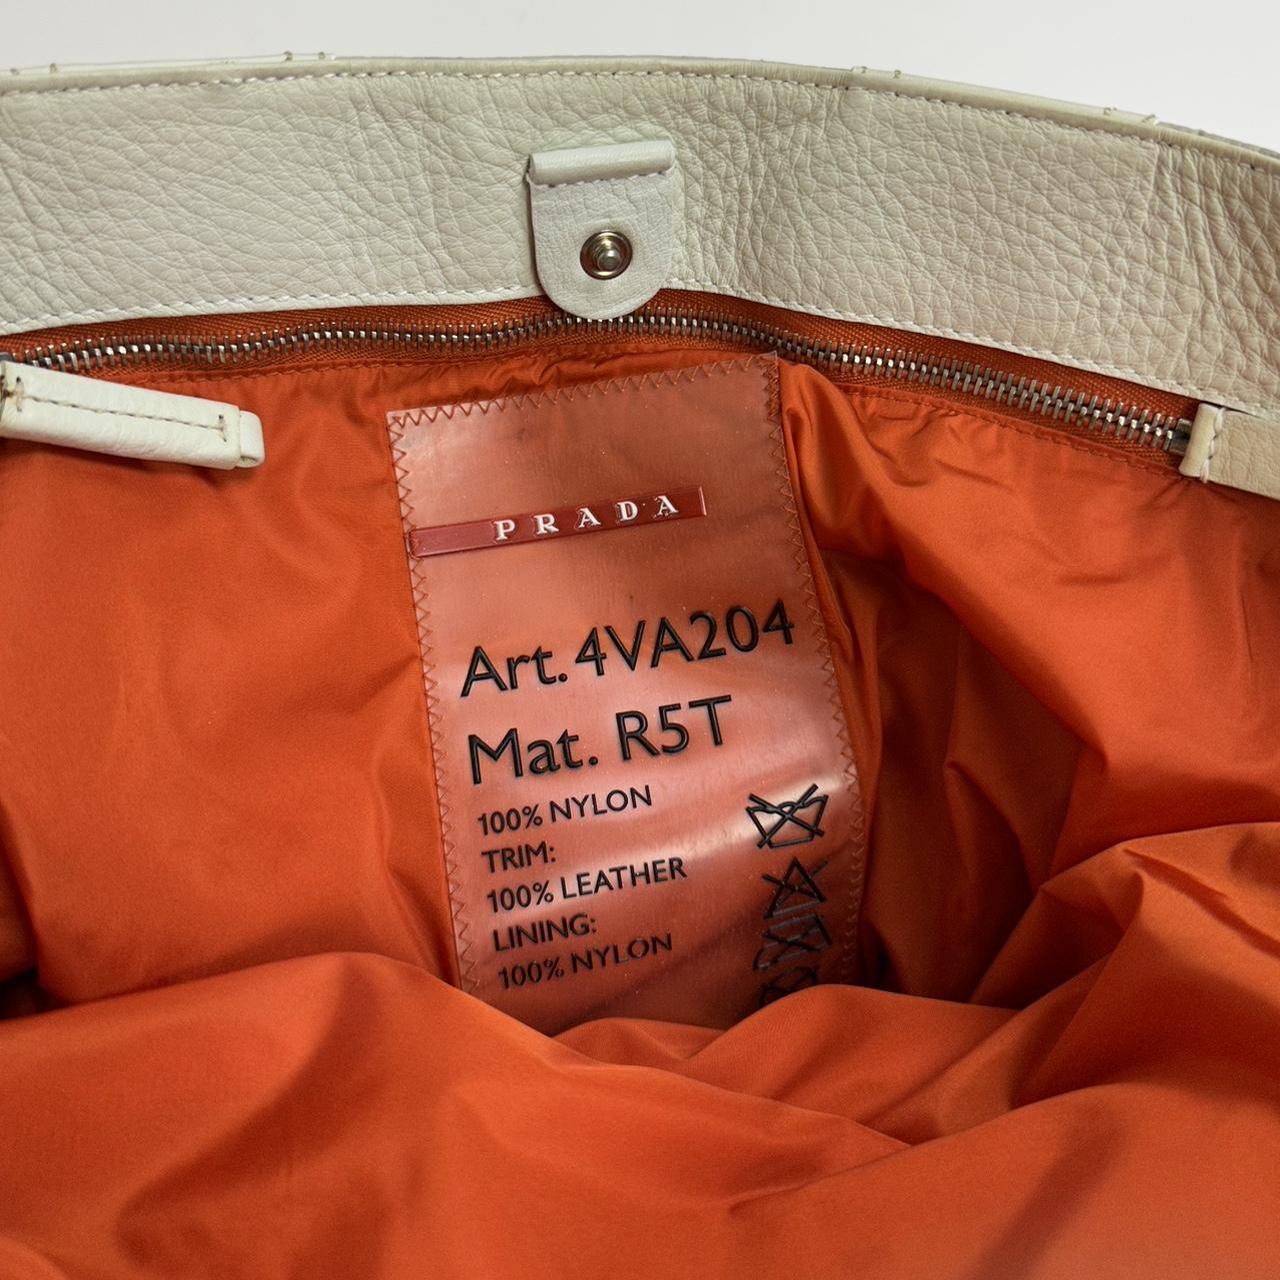 PRADA
Art. 4VA204
Mat. R5T
100% NYLON
TRIM:
100% LEATHER
LINING:
100% NYLON